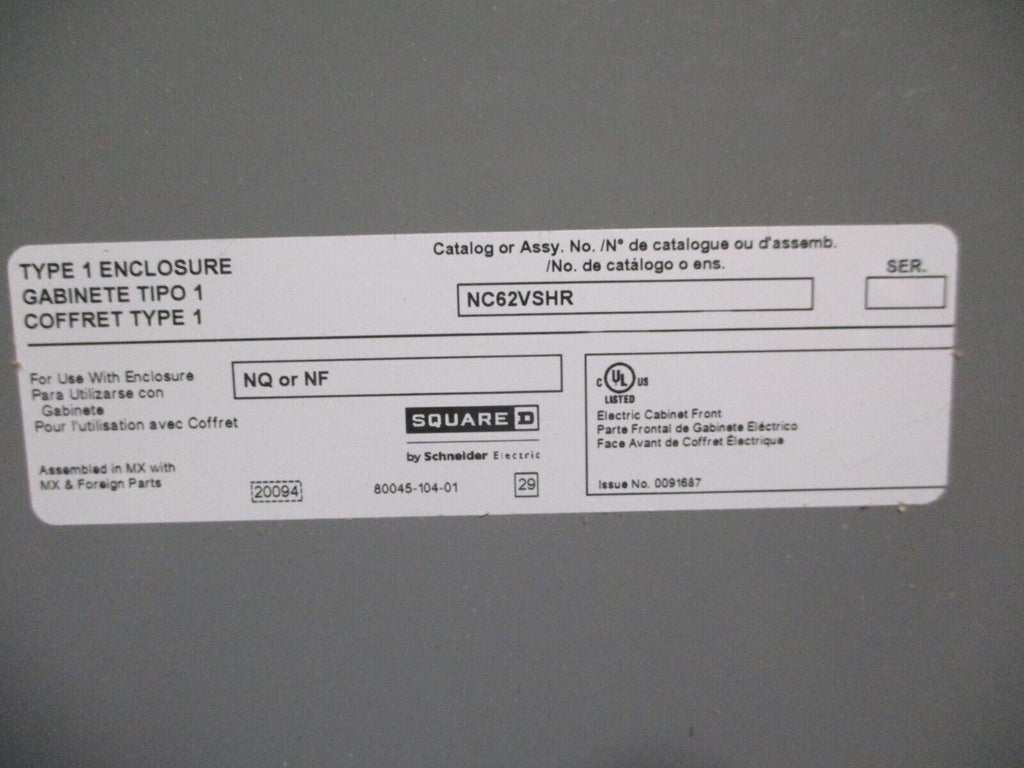 TYPE 1 ENCLOSURE
GABINETE TIPO 1
COFFRET TYPE 1
Catalog or Assy. No. /N° de catalogue ou d'assemb.
/No. de catálogo o ens.
NC62VSHR
SER.
For Use With Enclosure
Para Utilizarse con
Gabinete
Pour l'utilisation avec Coffret
NQ or NF
SQUARE D
by Schneider Electric
Assembled in MX with
MX & Foreign Parts
20094
80045-104-01
29
C UL US
LISTED
Electric Cabinet Front
Parte Frontal de Gabinete Eléctrico
Face Avant de Coffret Électrique
Issue No. 0091687